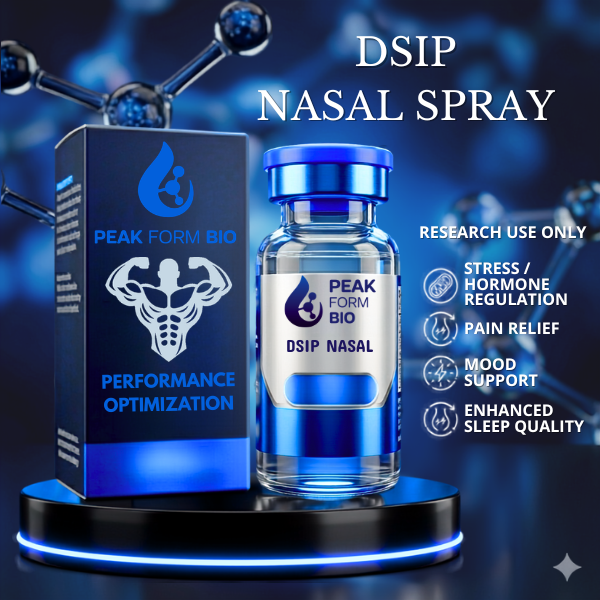 DSIP
NASAL SPRAY
PEAK FORM BIO
PERFORMANCE
OPTIMIZATION
PEAK
FORM
BIO
DSIP NASAL
RESEARCH USE ONLY
STRESS /
HORMONE
REGULATION
PAIN RELIEF
MOOD
SUPPORT
ENHANCED
SLEEP QUALITY